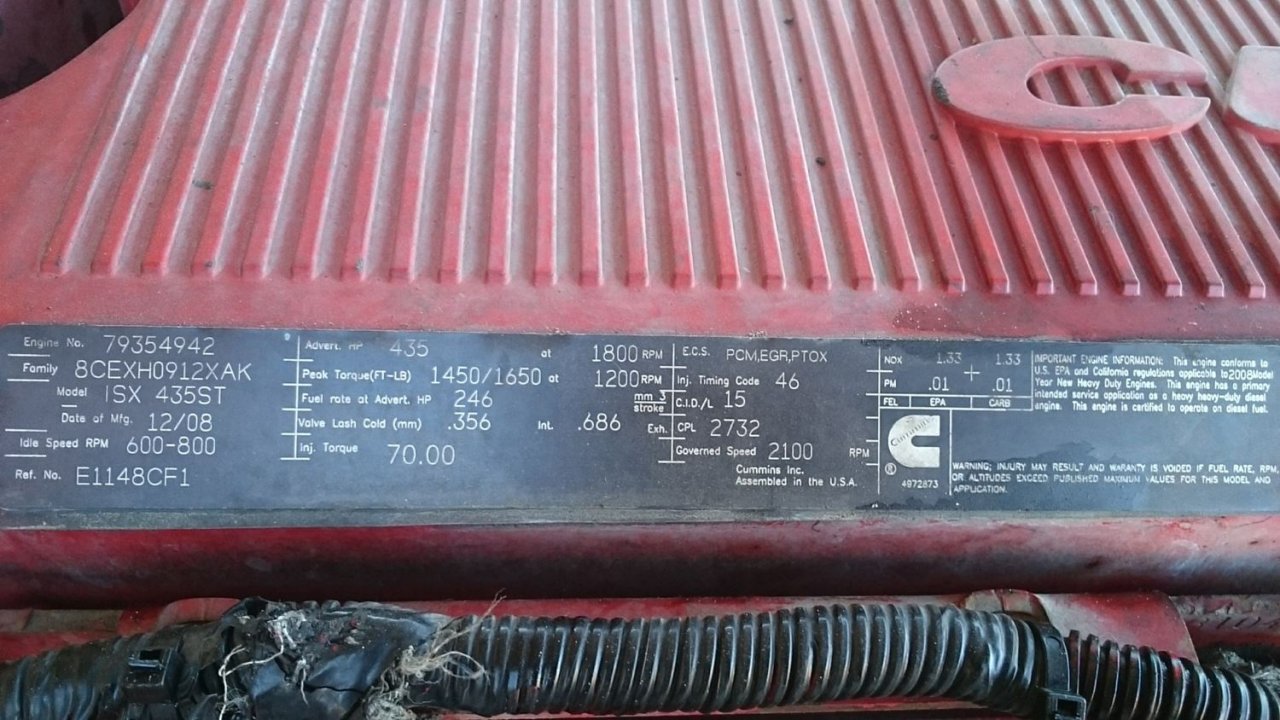 C
Engine No. 79354942
Family 8CEXH0912XAK
Model ISX 435ST
Date of Mfg. 12/08
Idle Speed RPM 600-800
Ref. No. E1148CF1
Advert. HP 435 at 1800 RPM
Peak Torque(FT-LB) 1450/1650 at 1200 RPM
Fuel rate at Advert. HP 246 mm 3 stroke
Valve Lash Cold (mm) .356 Int. .686 Exh.
Inj. Torque 70.00
E.C.S. PCM,EGR,PTOX
Inj. Timing Code 46
C.I.D./L 15
CPL 2732
Governed Speed 2100 RPM
Cummins Inc.
Assembled in the U.S.A.
NOX 1.33 1.33
PM .01 .01
FEL EPA CARB
Cummins
®
4972873
IMPORTANT ENGINE INFORMATION: This engine conforms to
U.S. EPA and California regulations applicable to 2008 Model
Year New Heavy Duty Engines. This engine has a primary
intended service application as a heavy heavy-duty diesel
engine. This engine is certified to operate on diesel fuel.
WARNING; INJURY MAY RESULT AND WARANTY IS VOIDED IF FUEL RATE, RPM,
OR ALTITUDES EXCEED PUBLISHED MAXIMUM VALUES FOR THIS MODEL AND
APPLICATION.